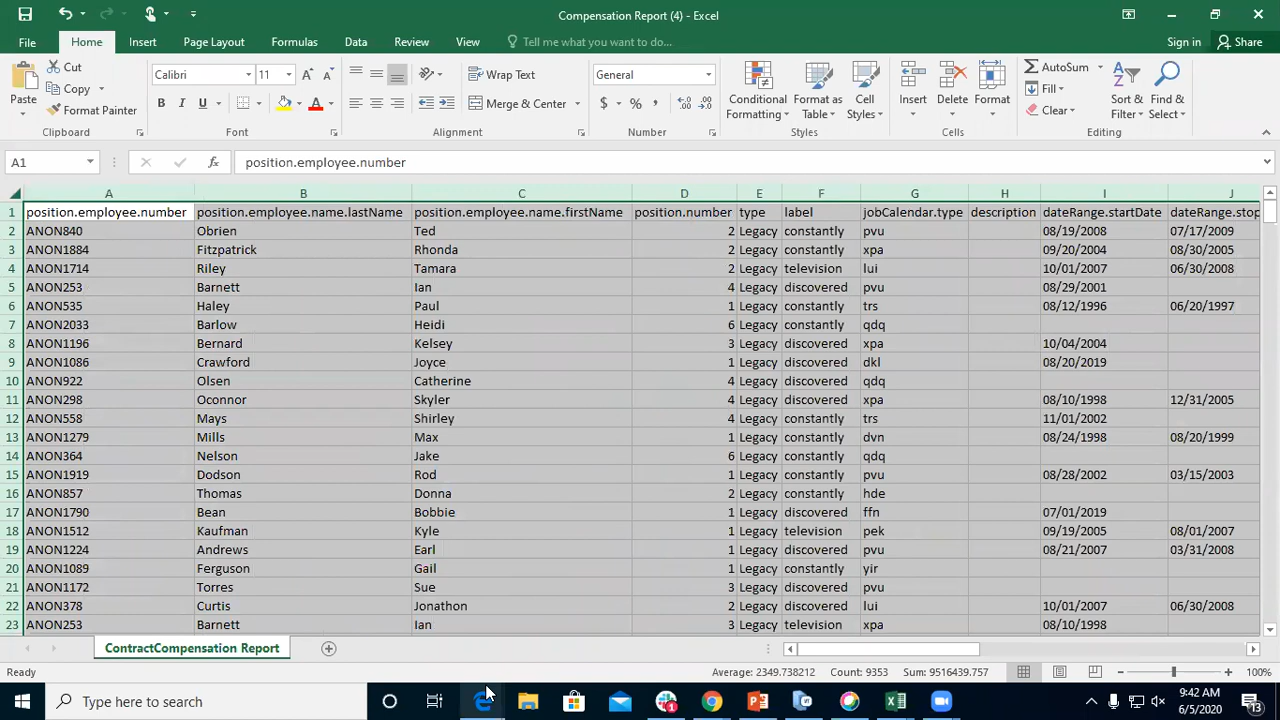 Compensation Report (4) - Excel
File Home Insert Page Layout Formulas Data Review View Tell me what you want to do... Sign in Share
Paste Cut Copy Format Painter Clipboard
Calibri 11 B I U A A A Font
Wrap Text Merge & Center Alignment
General $ % , Number
Conditional Formatting Format as Table Cell Styles Styles
Insert Delete Format Cells
AutoSum Fill Clear Sort & Filter Find & Select Editing
A1 fx position.employee.number
A B C D E F G H I J
1 position.employee.number position.employee.name.lastName position.employee.name.firstName position.number type label jobCalendar.type description dateRange.startDate dateRange.stop
2 ANON840 Obrien Ted 2 Legacy constantly pvu 08/19/2008 07/17/2009
3 ANON1884 Fitzpatrick Rhonda 2 Legacy constantly xpa 09/20/2004 08/30/2005
4 ANON1714 Riley Tamara 2 Legacy television lui 10/01/2007 06/30/2008
5 ANON253 Barnett Ian 4 Legacy discovered pvu 08/29/2001
6 ANON535 Haley Paul 1 Legacy constantly trs 08/12/1996 06/20/1997
7 ANON2033 Barlow Heidi 6 Legacy constantly qdq
8 ANON1196 Bernard Kelsey 3 Legacy discovered xpa 10/04/2004
9 ANON1086 Crawford Joyce 1 Legacy discovered dkl 08/20/2019
10 ANON922 Olsen Catherine 4 Legacy discovered qdq
11 ANON298 Oconnor Skyler 4 Legacy discovered xpa 08/10/1998 12/31/2005
12 ANON558 Mays Shirley 4 Legacy constantly trs 11/01/2002
13 ANON1279 Mills Max 1 Legacy constantly dvn 08/24/1998 08/20/1999
14 ANON364 Nelson Jake 6 Legacy constantly qdq
15 ANON1919 Dodson Rod 1 Legacy constantly pvu 08/28/2002 03/15/2003
16 ANON857 Thomas Donna 2 Legacy constantly hde
17 ANON1790 Bean Bobbie 1 Legacy discovered ffn 07/01/2019
18 ANON1512 Kaufman Kyle 1 Legacy television pek 09/19/2005 08/01/2007
19 ANON1224 Andrews Earl 1 Legacy discovered pvu 08/21/2007 03/31/2008
20 ANON1089 Ferguson Gail 1 Legacy constantly yir
21 ANON1172 Torres Sue 3 Legacy discovered pvu
22 ANON378 Curtis Jonathon 2 Legacy discovered lui 10/01/2007 06/30/2008
23 ANON253 Barnett Ian 3 Legacy television xpa 08/10/1998
ContractCompensation Report
Ready Average: 2349.738212 Count: 9353 Sum: 9516439.757 100%
Type here to search
9:42 AM
6/5/2020
13